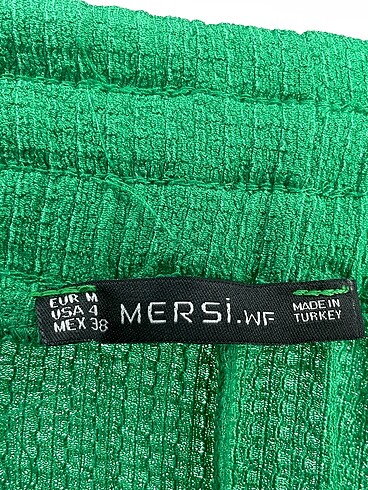 EUR M
USA 4
MEX 38
MERSi.WF
MADE IN
TURKEY